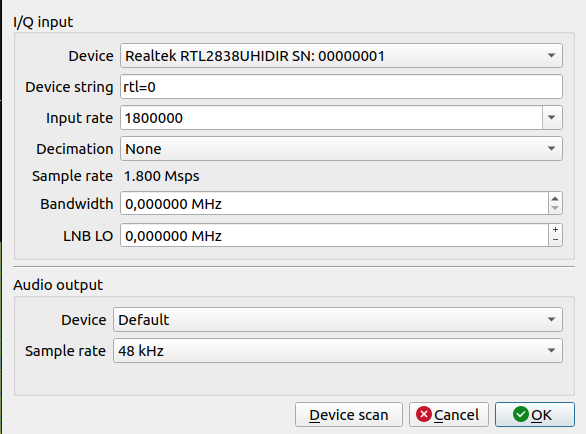 I/Q input
Device Realtek RTL2838UHIDIR SN: 00000001
Device string rtl=0
Input rate 1800000
Decimation None
Sample rate 1.800 Msps
Bandwidth 0,000000 MHz
LNB LO 0,000000 MHz
Audio output
Device Default
Sample rate 48 kHz
Device scan Cancel OK